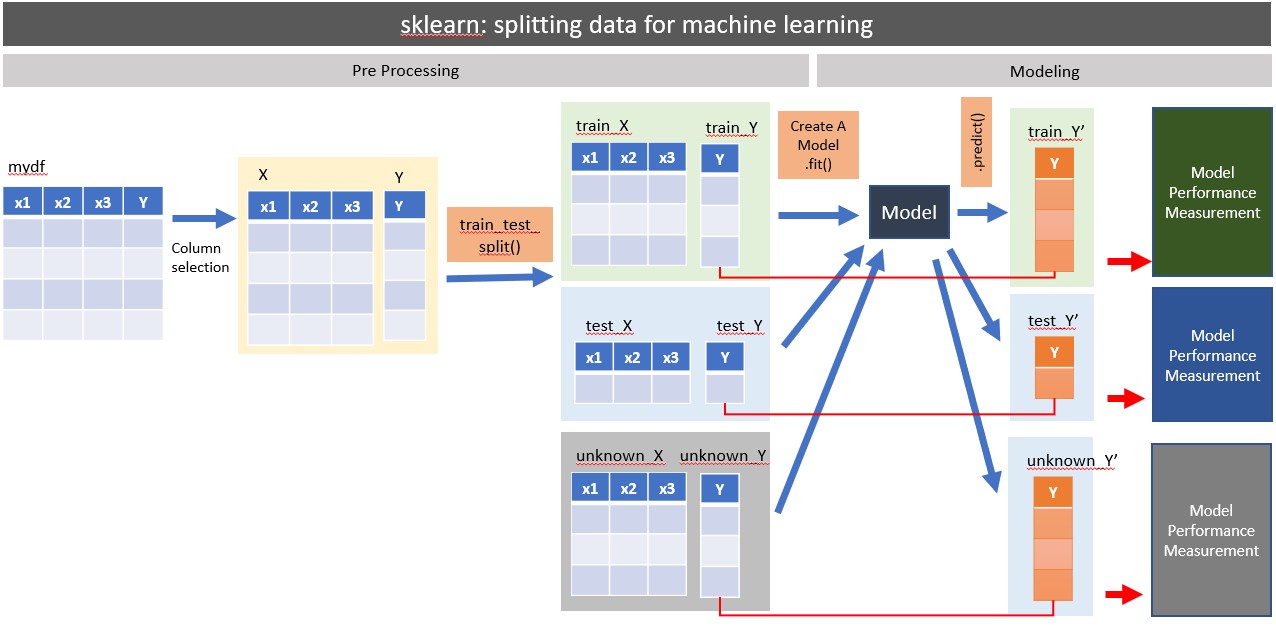 sklearn: splitting data for machine learning
Pre Processing
Modeling
mydf
x1 x2 x3 Y
Column
selection
X Y
x1 x2 x3 Y
train_test_
split()
train_X train_Y
x1 x2 x3 Y
test_X test_Y
x1 x2 x3 Y
unknown_X unknown_Y
x1 x2 x3 Y
Create A
Model
.fit()
Model
.predict()
train_Y’
Y
test_Y’
Y
unknown_Y’
Y
Model
Performance
Measurement
Model
Performance
Measurement
Model
Performance
Measurement